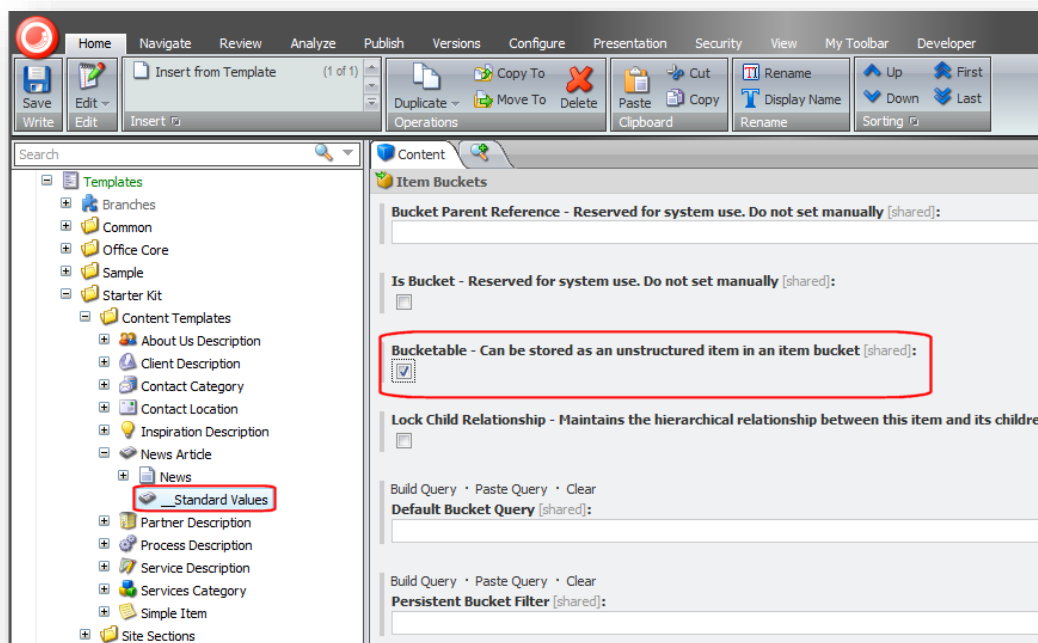 Home Navigate Review Analyze Publish Versions Configure Presentation Security View My Toolbar Developer
Save
Write
Edit
Edit
Insert from Template (1 of 1)
Insert
Duplicate
Copy To
Move To
Delete
Operations
Paste
Cut
Copy
Clipboard
Rename
Display Name
Rename
Up
Down
First
Last
Sorting
Search
Templates
Branches
Common
Office Core
Sample
Starter Kit
Content Templates
About Us Description
Client Description
Contact Category
Contact Location
Inspiration Description
News Article
News
__Standard Values
Partner Description
Process Description
Service Description
Services Category
Simple Item
Site Sections
Content
Item Buckets
Bucket Parent Reference - Reserved for system use. Do not set manually [shared]:
Is Bucket - Reserved for system use. Do not set manually [shared]:
Bucketable - Can be stored as an unstructured item in an item bucket [shared]:
Lock Child Relationship - Maintains the hierarchical relationship between this item and its childre
Build Query · Paste Query · Clear
Default Bucket Query [shared]:
Build Query · Paste Query · Clear
Persistent Bucket Filter [shared]: